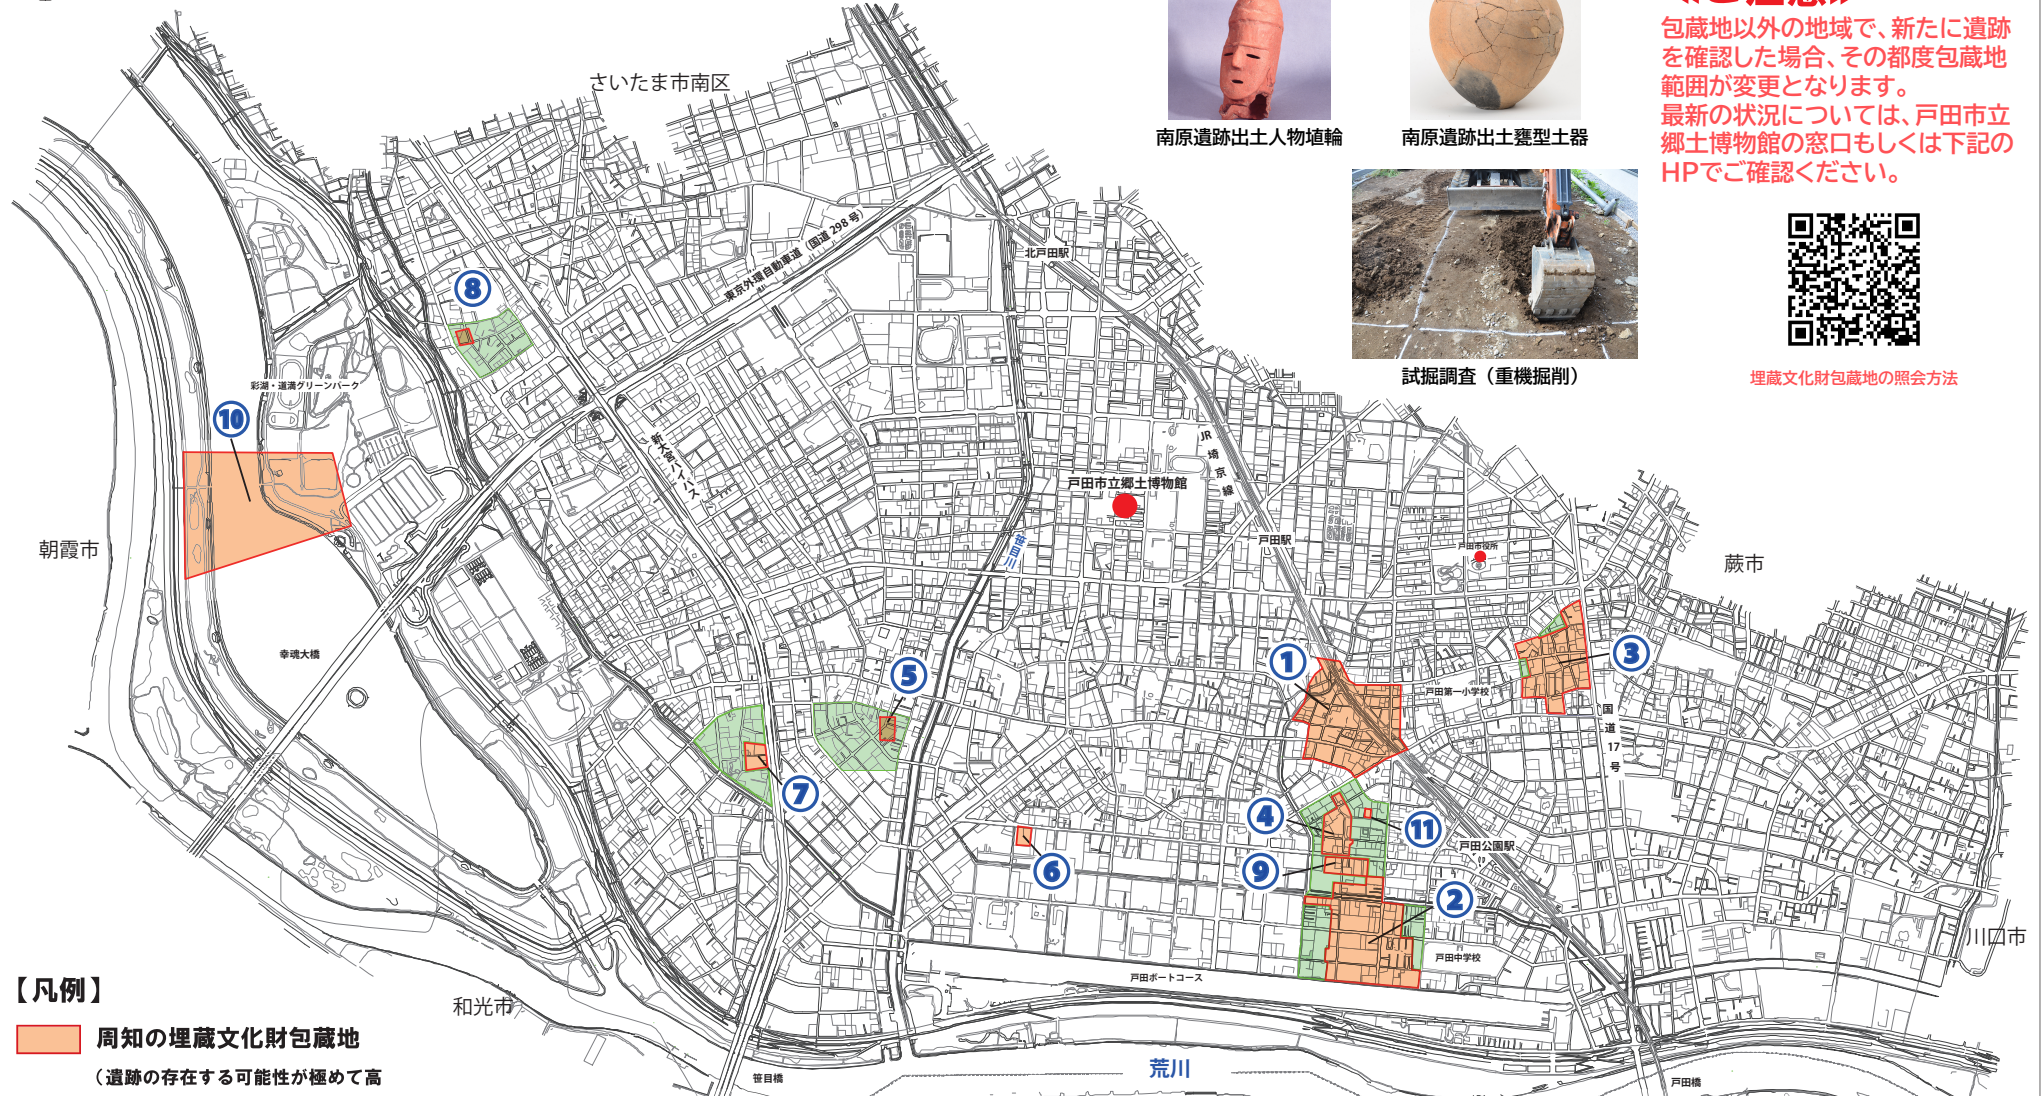 《ご注意》
包蔵地以外の地域で、新たに遺跡
を確認した場合、その都度包蔵地
範囲が変更となります。
最新の状況については、戸田市立
郷土博物館の窓口もしくは下記の
HPでご確認ください。
埋蔵文化財包蔵地の照会方法
南原遺跡出土人物埴輪
南原遺跡出土甕型土器
試掘調査（重機掘削）
さいたま市南区
東京外環自動車道（国道298号）
北戸田駅
⑧
彩湖・道満グリーンパーク
⑩
新大宮バイパス
JR埼京線
戸田市立郷土博物館
笹目川
戸田駅
戸田市役所
朝霞市
蕨市
幸魂大橋
⑤
①
③
戸田第一小学校
国道17号
⑦
④
⑪
戸田公園駅
⑥
⑨
②
戸田中学校
川口市
戸田ボートコース
和光市
荒川
笹目橋
戸田橋
【凡例】
周知の埋蔵文化財包蔵地
（遺跡の存在する可能性が極めて高